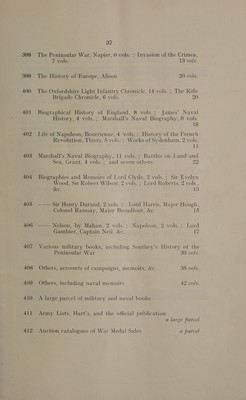 32
398 The Peninsular War, Napier, 6 vols. ; Invasion of the Crimea,
7 vols. 13 vols.
399 The History of Europe, Alison 20 vols.
400 The Oxfordshire Light Infantry Chronicle, 14 vols. ; The Rifle
Brigade Chronicle, 6 vols. 20
401 Biographical History of England, 8 vols ; James' Naval
History, 4 vols. ; Marshall's Naval Biography, 6 vols.
18
402 Life of Napoleon, Bourrienne, 4 vols. ; History of the French
Revolution, Thiers, 5 vols. ; Works of Sydenham, 2 vols.
11
403 Marshall's Naval Biography, 11 vols. ; Battles on Land and
Sea, Grant, 4 vols. ; and seven others 22
404 Biographies and Memoirs of Lord Clyde, 2 vols. ; Sir Evelyn
Wood, Sir Robert Wilson, 2 vols. ; Lord Roberts, 2 vols.,
&c. 13
405 —— Sir Henry Durand, 2 vols. ; Lord Harris, Major Hough,
Colonel Ramsay, Major Broadfoot, &c. 15
406 —— Nelson, by Mahan, 2 vols. ; Napoleon, 2 vols. ; Lord
Gambier, Captain Neil, &c. 17
407 Various military books, including Southey's History of the
Peninsular War 33 vols.
408 Others, accounts of campaigns, memoirs, &c. 38 vols.
409 Others, including naval memoirs 42 vols.
410 A large parcel of military and naval books
411 Army Lists, Hart's, and the official publication
a large parcel
412 Auction catalogues of War Medal Sales a parcel